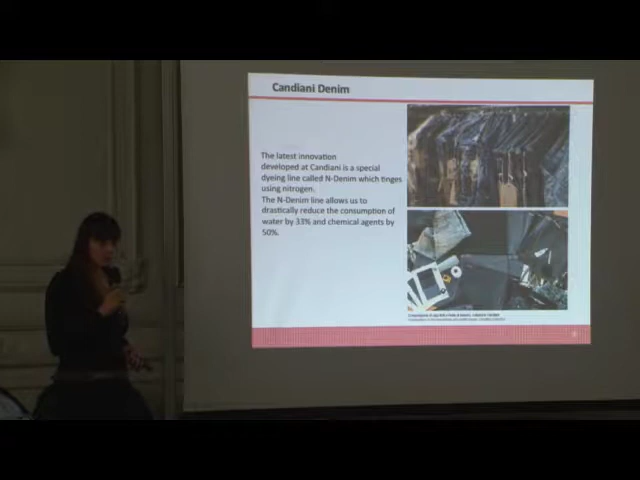 Candiani Denim
The latest innovation
developed at Candiani is a special
dyeing line called N-Denim which tinges
using nitrogen.
The N-Denim line allows us to
drastically reduce the consumption of
water by 33% and chemical agents by
50%.